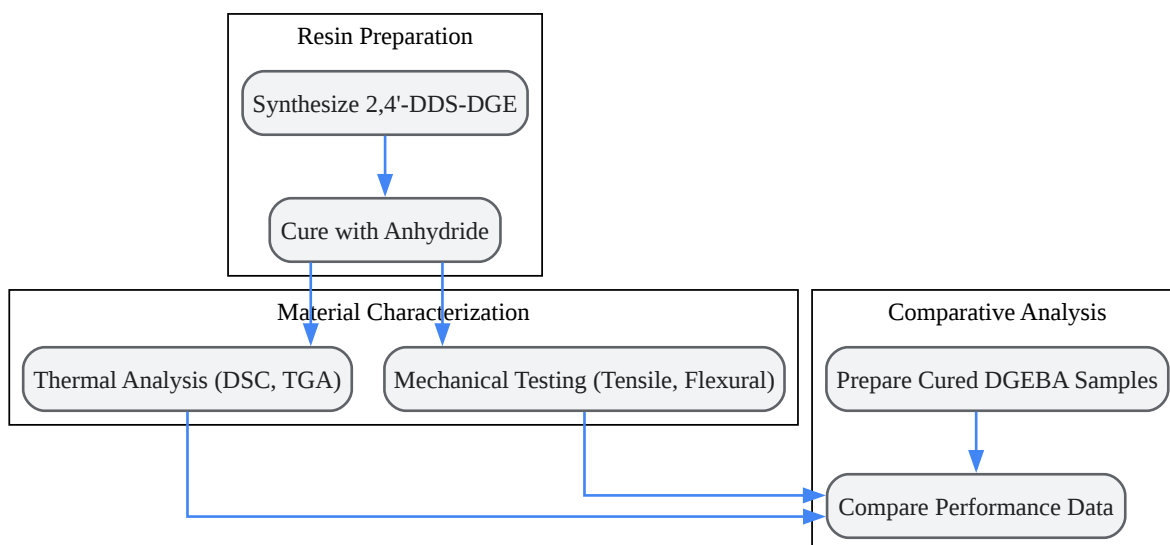 Resin Preparation
Synthesize 2,4'-DDS-DGE
Cure with Anhydride
Material Characterization
Thermal Analysis (DSC, TGA)
Mechanical Testing (Tensile, Flexural)
Comparative Analysis
Prepare Cured DGEBA Samples
Compare Performance Data